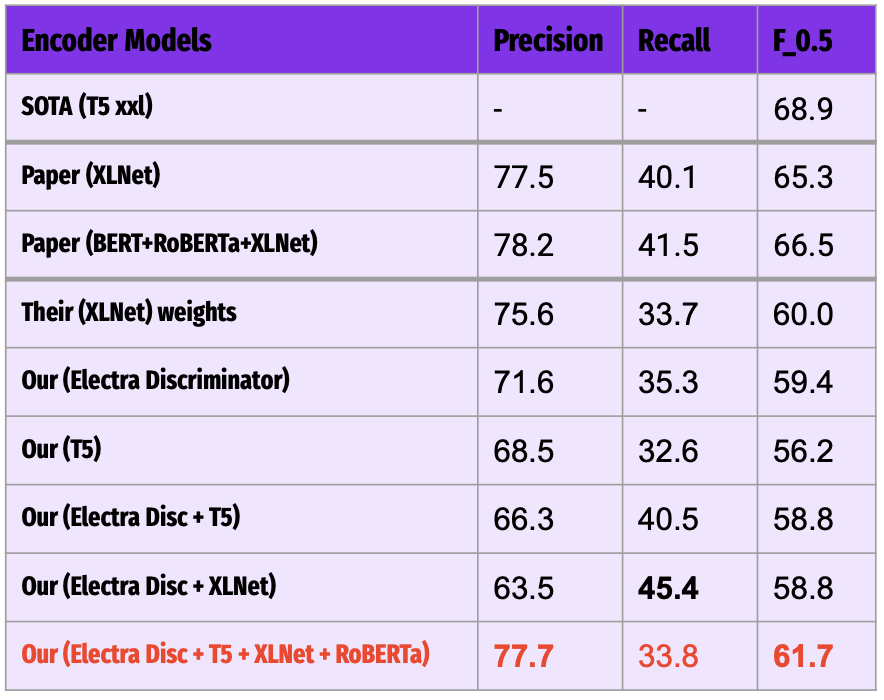 Encoder Models Precision Recall F_0.5
SOTA (T5 xxl) - - 68.9
Paper (XLNet) 77.5 40.1 65.3
Paper (BERT+RoBERTa+XLNet) 78.2 41.5 66.5
Their (XLNet) weights 75.6 33.7 60.0
Our (Electra Discriminator) 71.6 35.3 59.4
Our (T5) 68.5 32.6 56.2
Our (Electra Disc + T5) 66.3 40.5 58.8
Our (Electra Disc + XLNet) 63.5 45.4 58.8
Our (Electra Disc + T5 + XLNet + RoBERTa) 77.7 33.8 61.7